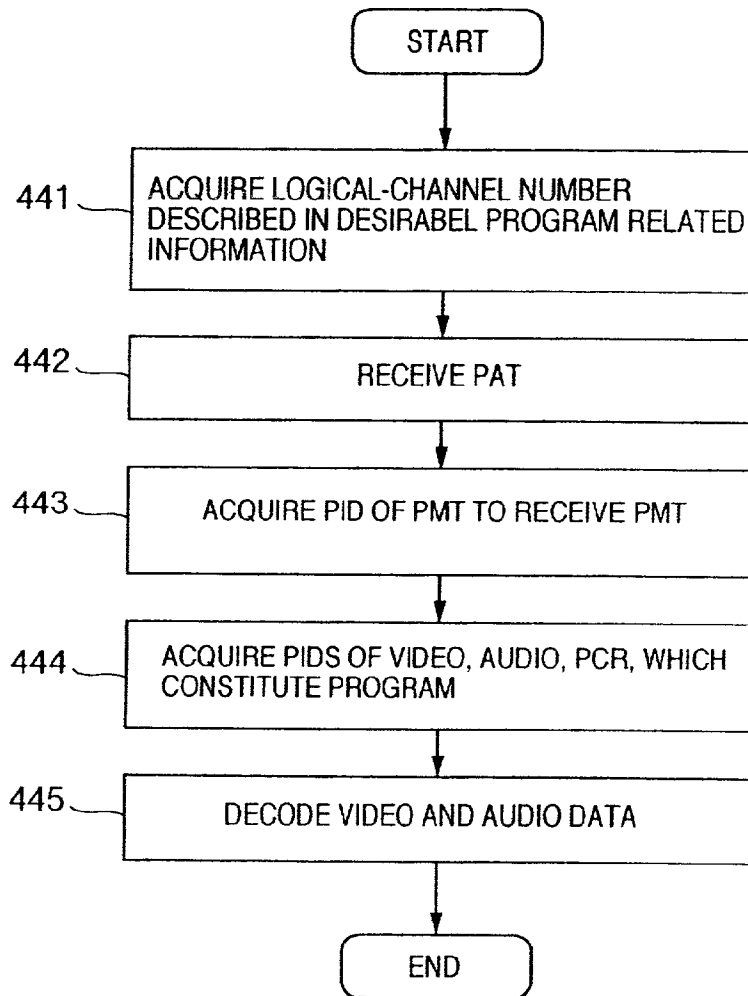 START
441
ACQUIRE LOGICAL-CHANNEL NUMBER
DESCRIBED IN DESIRABEL PROGRAM RELATED
INFORMATION
442
RECEIVE PAT
443
ACQUIRE PID OF PMT TO RECEIVE PMT
444
ACQUIRE PIDS OF VIDEO, AUDIO, PCR, WHICH
CONSTITUTE PROGRAM
445
DECODE VIDEO AND AUDIO DATA
END